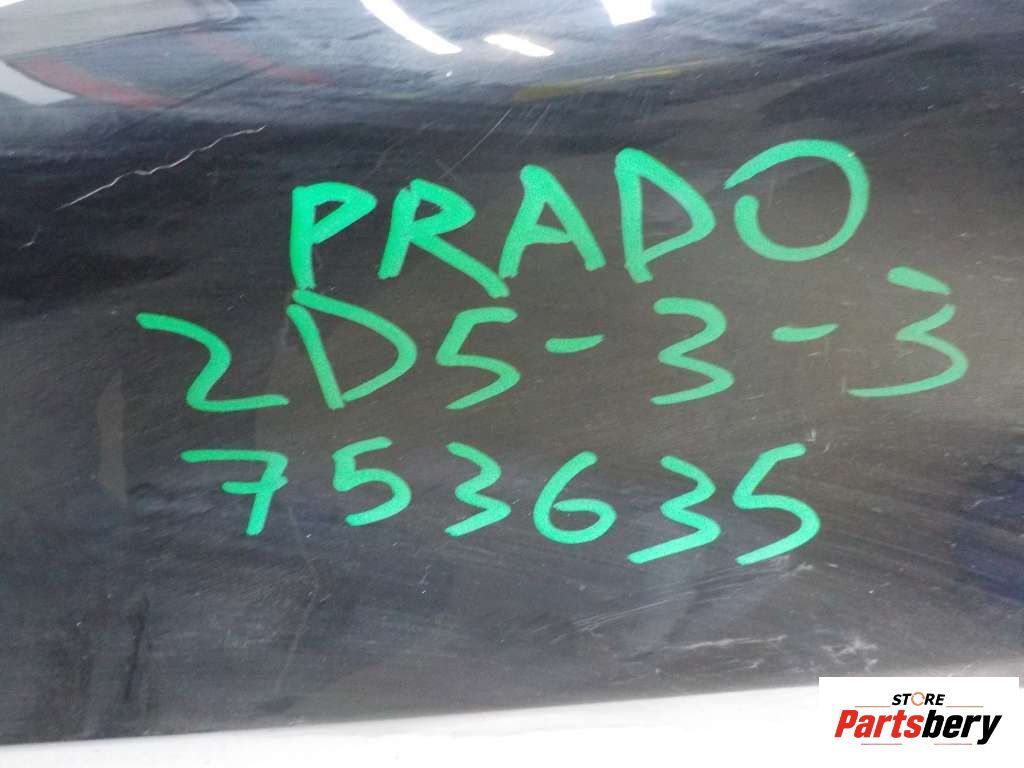 PRADO
2D5-3-3
753635
STORE
Partsbery